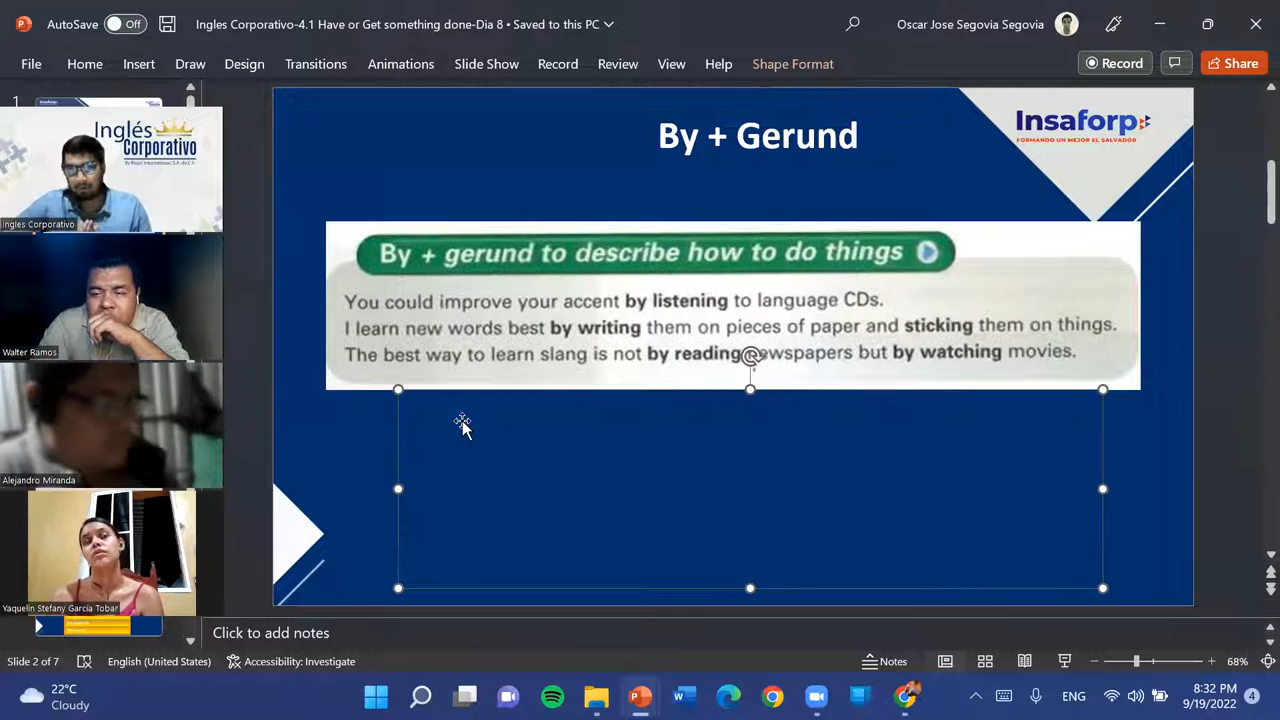 AutoSave Off Ingles Corporativo-4.1 Have or Get something done-Dia 8 • Saved to this PC Oscar Jose Segovia Segovia
File Home Insert Draw Design Transitions Animations Slide Show Record Review View Help Shape Format Record Share
1
Inglés
Corporativo
Ingles Corporativo
Walter Ramos
Alejandro Miranda
Yaquelin Stefany García Tobar
By + Gerund
Insaforp
FORMANDO UN MEJOR EL SALVADOR
By + gerund to describe how to do things
You could improve your accent by listening to language CDs.
I learn new words best by writing them on pieces of paper and sticking them on things.
The best way to learn slang is not by reading ewspapers but by watching movies.
Click to add notes
Slide 2 of 7 English (United States) Accessibility: Investigate Notes 68%
22°C
Cloudy
ENG
8:32 PM
9/19/2022
4